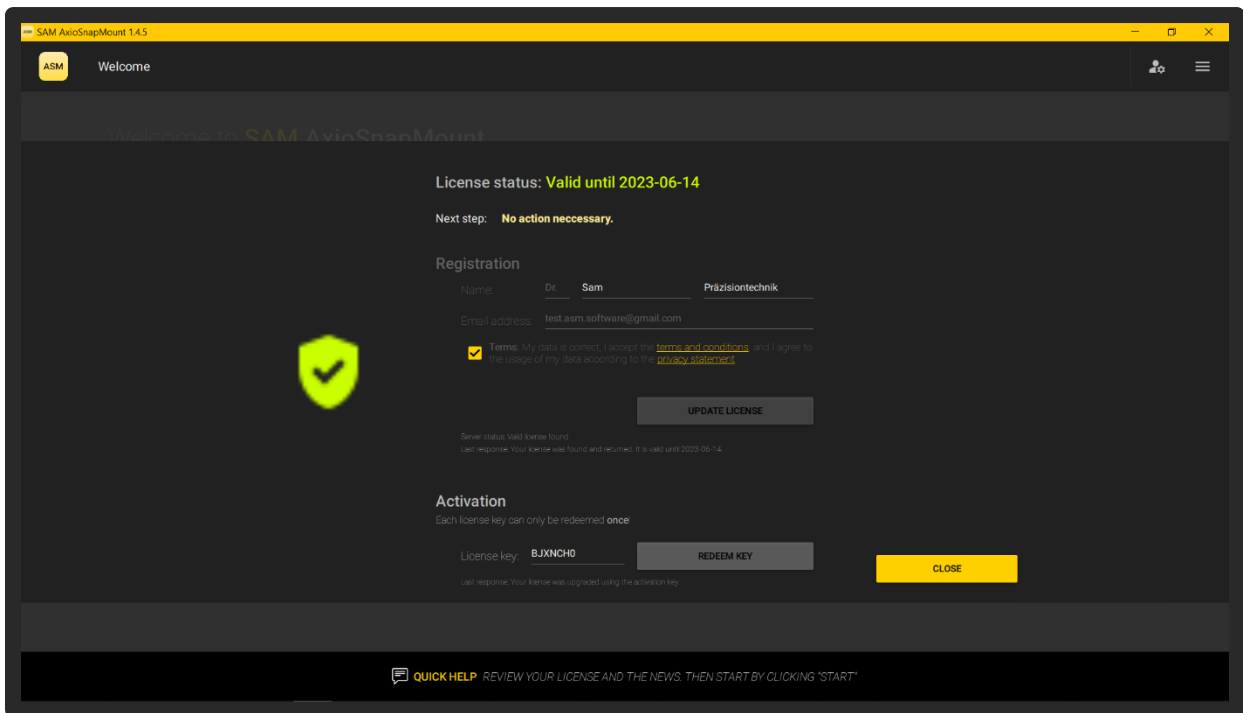 SAM AxioSnapMount 1.4.5
ASM
Welcome
Welcome to SAM AxioSnapMount
License status: Valid until 2023-06-14
Next step: No action neccessary.
Registration
Name: Dr. Sam Präzisiontechnik
Email address: test.asm.software@gmail.com
Terms: My data is correct, I accept the terms and conditions, and I agree to
the usage of my data according to the privacy statement
UPDATE LICENSE
Server status: Valid license found
Last response: Your license was found and returned. It is valid until 2023-06-14.
Activation
Each license key can only be redeemed once!
License key: BJXNCH0 REDEEM KEY
CLOSE
Last response: Your license was upgraded using the activation key.
QUICK HELP REVIEW YOUR LICENSE AND THE NEWS. THEN START BY CLICKING "START"